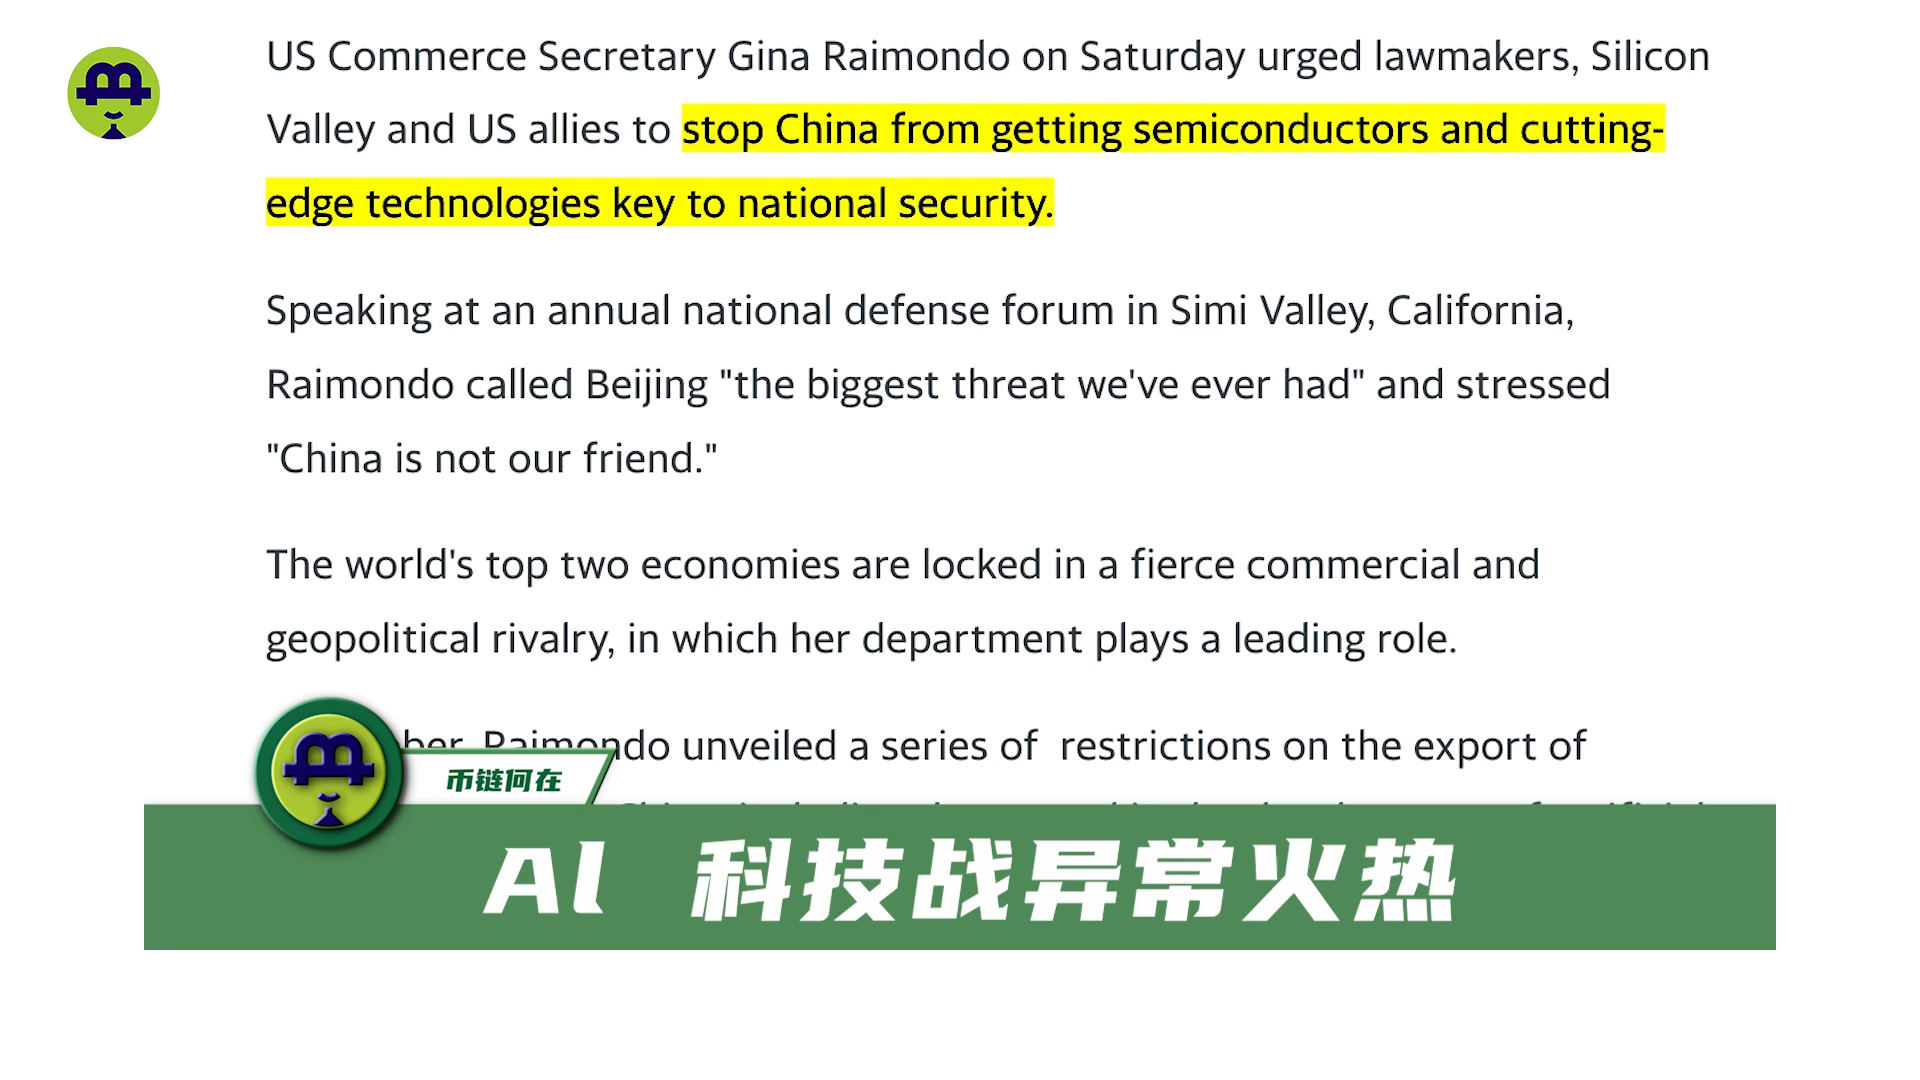 US Commerce Secretary Gina Raimondo on Saturday urged lawmakers, Silicon
Valley and US allies to stop China from getting semiconductors and cutting-
edge technologies key to national security.
Speaking at an annual national defense forum in Simi Valley, California,
Raimondo called Beijing "the biggest threat we've ever had" and stressed
"China is not our friend."
The world's top two economies are locked in a fierce commercial and
geopolitical rivalry, in which her department plays a leading role.
Raimondo unveiled a series of restrictions on the export of
币链何在
AI 科技战异常火热